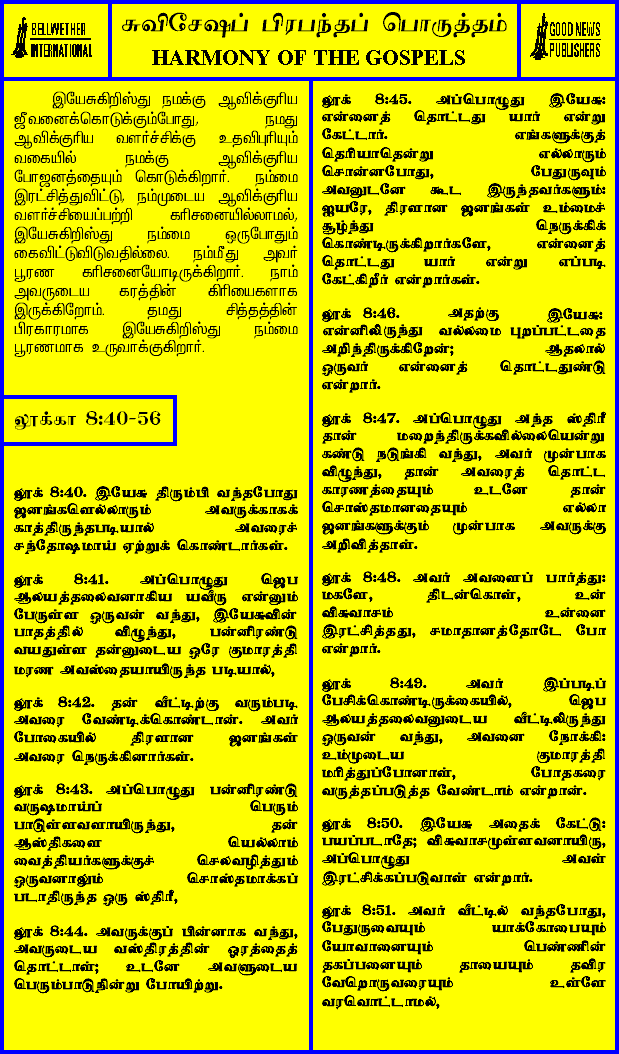 BELLWETHER
INTERNATIONAL
சுவிசேஷப் பிரபந்தப் பொருத்தம்
HARMONY OF THE GOSPELS
GOOD NEWS
PUBLISHERS
இயேசுகிறிஸ்து நமக்கு ஆவிக்குரிய
ஜீவனைக்கொடுக்கும்போது, நமது
ஆவிக்குரிய வளர்ச்சிக்கு உதவிபுரியும்
வகையில் நமக்கு ஆவிக்குரிய
போஜனத்தையும் கொடுக்கிறார். நம்மை
இரட்சித்துவிட்டு, நம்முடைய ஆவிக்குரிய
வளர்ச்சியைப்பற்றி கரிசனையில்லாமல்,
இயேசுகிறிஸ்து நம்மை ஒருபோதும்
கைவிட்டுவிடுவதில்லை. நம்மீது அவர்
பூரண கரிசனையோடிருக்கிறார். நாம்
அவருடைய கரத்தின் கிரியைகளாக
இருக்கிறோம். தமது சித்தத்தின்
பிரகாரமாக இயேசுகிறிஸ்து நம்மை
பூரணமாக உருவாக்குகிறார்.
லூக்கா 8:40-56
லூக் 8:40. இயேசு திரும்பி வந்தபோது
ஜனங்களெல்லாரும் அவருக்காகக்
காத்திருந்தபடியால் அவரைச்
சந்தோஷமாய் ஏற்றுக் கொண்டார்கள்.
லூக் 8:41. அப்பொழுது ஜெப
ஆலயத்தலைவனாகிய யவீரு என்னும்
பேருள்ள ஒருவன் வந்து, இயேசுவின்
பாதத்தில் விழுந்து, பன்னிரண்டு
வயதுள்ள தன்னுடைய ஒரே குமாரத்தி
மரண அவஸ்தையாயிருந்த படியால்,
லூக் 8:42. தன் வீட்டிற்கு வரும்படி
அவரை வேண்டிக்கொண்டான். அவர்
போகையில் திரளான ஜனங்கள்
அவரை நெருக்கினார்கள்.
லூக் 8:43. அப்பொழுது பன்னிரண்டு
வருஷமாய்ப் பெரும்
பாடுள்ளவளாயிருந்து, தன்
ஆஸ்திகளை யெல்லாம்
வைத்தியர்களுக்குச் செலவழித்தும்
ஒருவனாலும் சொஸ்தமாக்கப்
படாதிருந்த ஒரு ஸ்திரீ,
லூக் 8:44. அவருக்குப் பின்னாக வந்து,
அவருடைய வஸ்திரத்தின் ஓரத்தைத்
தொட்டாள்; உடனே அவளுடைய
பெரும்பாடுநின்று போயிற்று.
லூக் 8:45. அப்பொழுது இயேசு:
என்னைத் தொட்டது யார் என்று
கேட்டார். எங்களுக்குத்
தெரியாதென்று எல்லாரும்
சொன்னபோது, பேதுருவும்
அவனுடனே கூட இருந்தவர்களும்:
ஐயரே, திரளான ஜனங்கள் உம்மைச்
சூழ்ந்து நெருக்கிக்
கொண்டிருக்கிறார்களே, என்னைத்
தொட்டது யார் என்று எப்படி
கேட்கிறீர் என்றார்கள்.
லூக் 8:46. அதற்கு இயேசு:
என்னிலிருந்து வல்லமை புறப்பட்டதை
அறிந்திருக்கிறேன்; ஆதலால்
ஒருவர் என்னைத் தொட்டதுண்டு
என்றார்.
லூக் 8:47. அப்பொழுது அந்த ஸ்திரீ
தான் மறைந்திருக்கவில்லையென்று
கண்டு நடுங்கி வந்து, அவர் முன்பாக
விழுந்து, தான் அவரைத் தொட்ட
காரணத்தையும் உடனே தான்
சொஸ்தமானதையும் எல்லா
ஜனங்களுக்கும் முன்பாக அவருக்கு
அறிவித்தாள்.
லூக் 8:48. அவர் அவளைப் பார்த்து:
மகளே, திடன்கொள், உன்
விசுவாசம் உன்னை
இரட்சித்தது, சமாதானத்தோடே போ
என்றார்.
லூக் 8:49. அவர் இப்படிப்
பேசிக்கொண்டிருக்கையில், ஜெப
ஆலயத்தலைவனுடைய வீட்டிலிருந்து
ஒருவன் வந்து, அவனை நோக்கி:
உம்முடைய குமாரத்தி
மரித்துப்போனாள், போதகரை
வருத்தப்படுத்த வேண்டாம் என்றான்.
லூக் 8:50. இயேசு அதைக் கேட்டு:
பயப்படாதே; விசுவாசமுள்ளவனாயிரு,
அப்பொழுது அவள்
இரட்சிக்கப்படுவாள் என்றார்.
லூக் 8:51. அவர் வீட்டில் வந்தபோது,
பேதுருவையும் யாக்கோபையும்
யோவானையும் பெண்ணின்
தகப்பனையும் தாயையும் தவிர
வேறொருவரையும் உள்ளே
வரவொட்டாமல்,